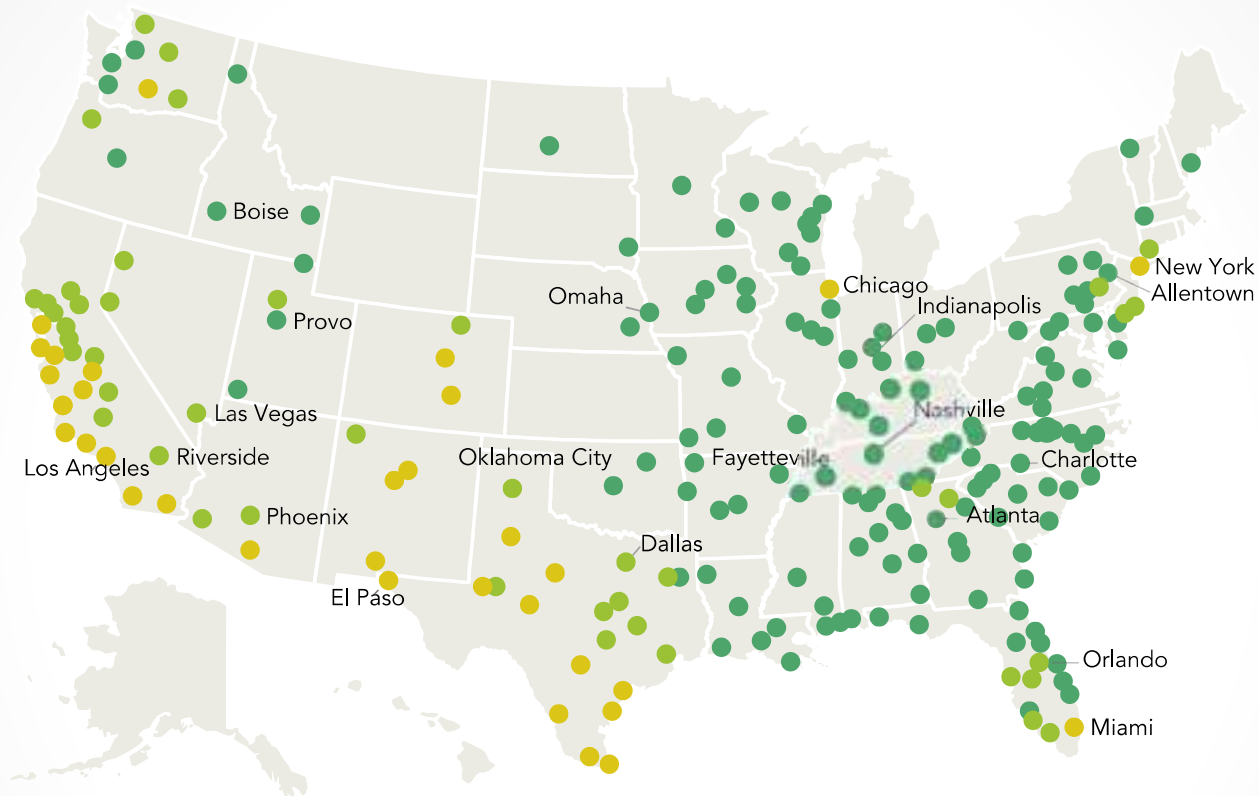 Boise
New York
Chicago
Allentown
Omaha
Indianapolis
Provo
Las Vegas
Nashville
Los Angeles
Riverside
Oklahoma City
Fayetteville
Charlotte
Phoenix
Atlanta
Dallas
El Paso
Orlando
Miami